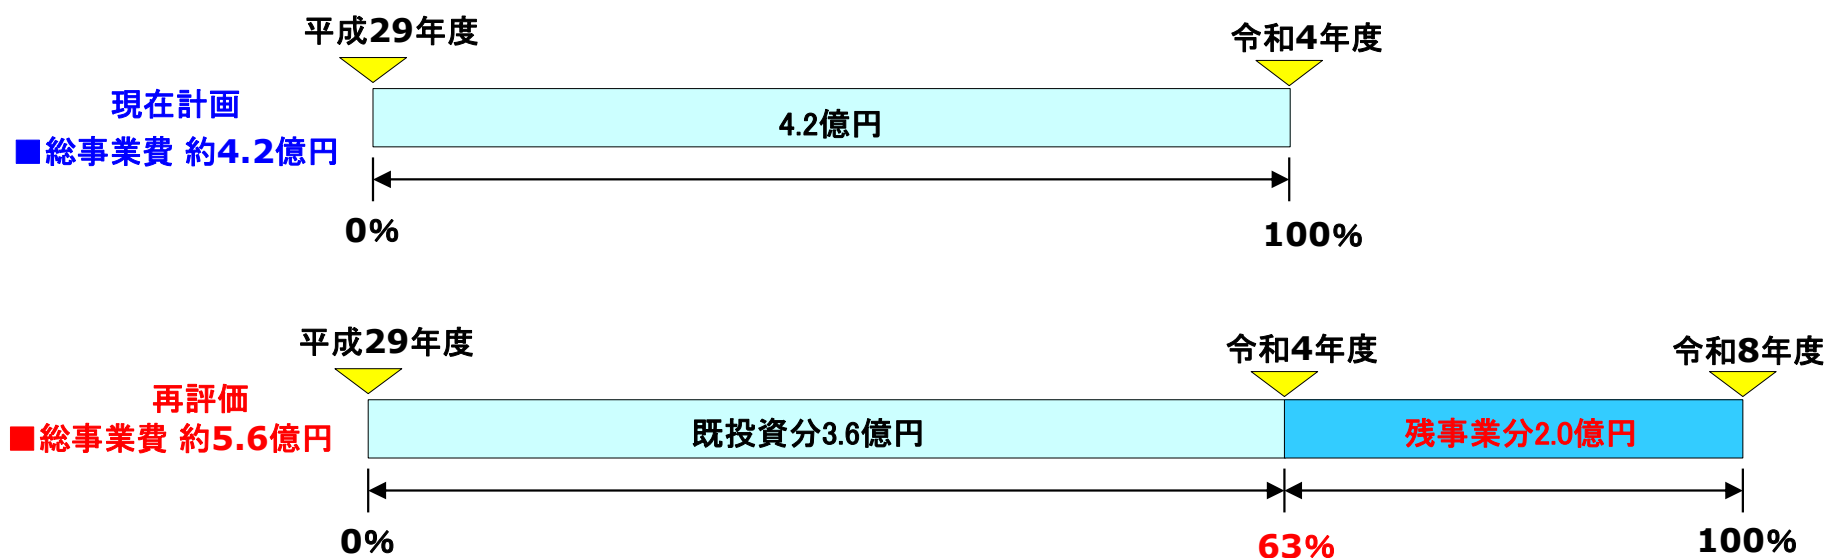 平成29年度
令和4年度
現在計画
■総事業費 約4.2億円
4.2億円
0%
100%
平成29年度
令和4年度
令和8年度
再評価
■総事業費 約5.6億円
既投資分3.6億円
残事業分2.0億円
0%
63%
100%